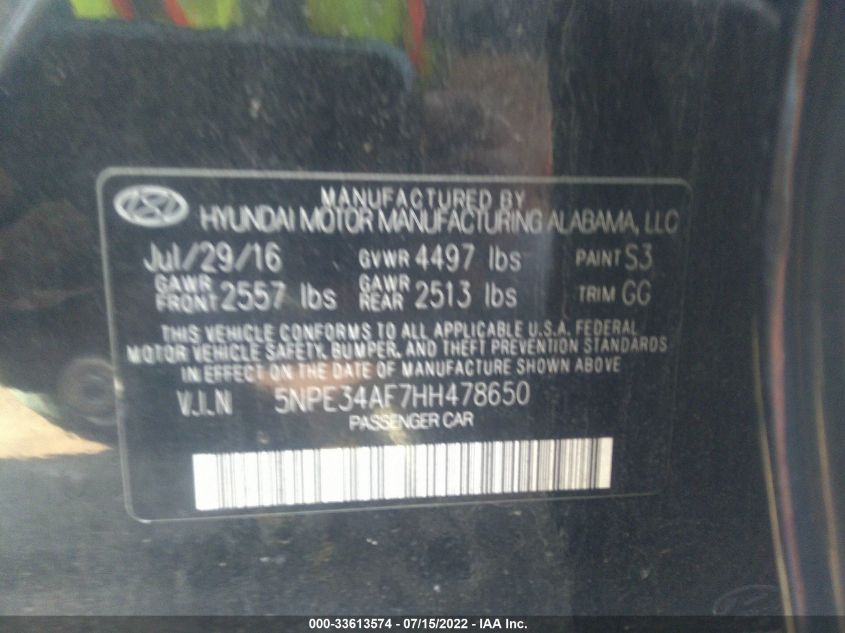 MANUFACTURED BY
HYUNDAI MOTOR MANUFACTURING ALABAMA, LLC
Jul/29/16 GVWR 4497 lbs PAINT S3
GAWR FRONT 2557 lbs GAWR REAR 2513 lbs TRIM GG
THIS VEHICLE CONFORMS TO ALL APPLICABLE U.S.A. FEDERAL
MOTOR VEHICLE SAFETY, BUMPER, AND THEFT PREVENTION STANDARDS
IN EFFECT ON THE DATE OF MANUFACTURE SHOWN ABOVE
V.I.N 5NPE34AF7HH478650
PASSENGER CAR
000-33613574 - 07/15/2022 - IAA Inc.